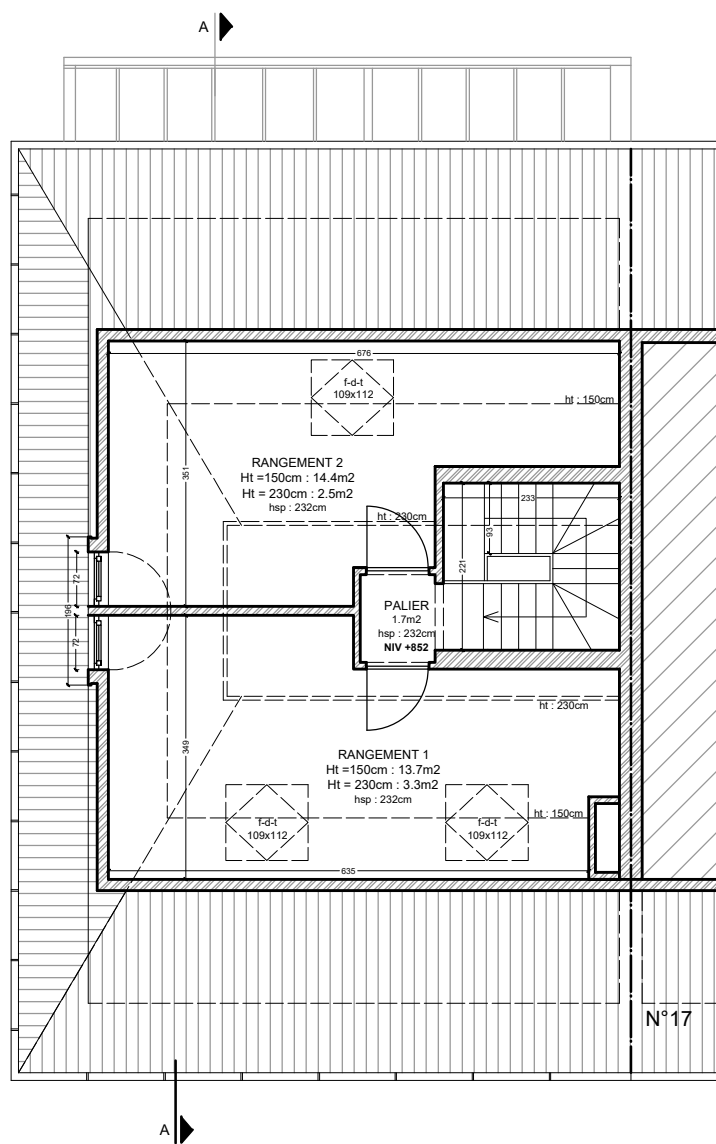 A
676
f-d-t
109x112
ht : 150cm
351
RANGEMENT 2
Ht =150cm : 14.4m2
Ht = 230cm : 2.5m2
hsp : 232cm
233
ht : 230cm
93
221
72
196
72
PALIER
1.7m2
hsp : 232cm
NIV +852
ht : 230cm
349
RANGEMENT 1
Ht =150cm : 13.7m2
Ht = 230cm : 3.3m2
hsp : 232cm
f-d-t
109x112
f-d-t
109x112
ht : 150cm
635
N°17
A